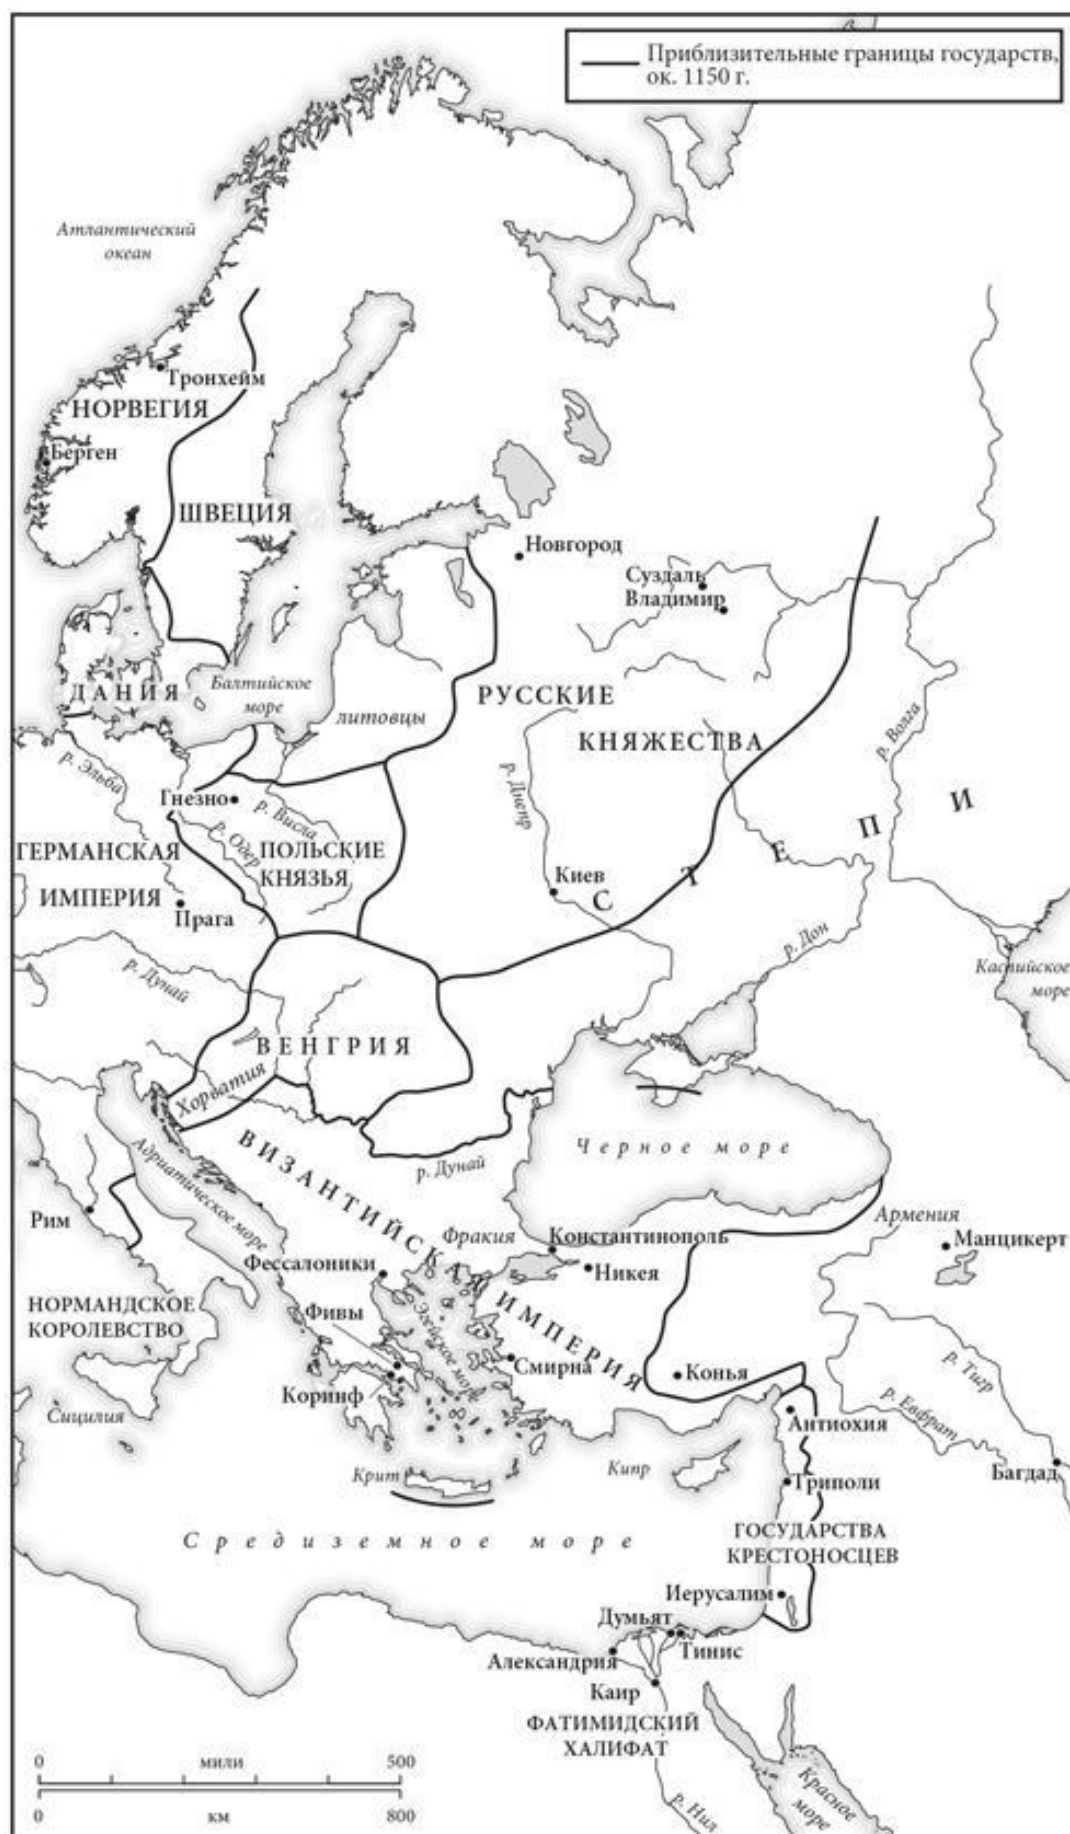 Приблизительные границы государств,
ок. 1150 г.
Атлантический
океан
Тронхейм
НОРВЕГИЯ
Берген
ШВЕЦИЯ
Новгород
Суздаль
Владимир
ДАНИЯ
Балтийское
море
литовцы
РУССКИЕ
КНЯЖЕСТВА
р. Волга
р. Эльба
Гнезно
р. Висла
р. Одер
р. Днепр
ПОЛЬСКИЕ
КНЯЗЬЯ
ГЕРМАНСКАЯ
ИМПЕРИЯ
Прага
Киев
СТЕПИ
р. Дон
Каспийское
море
р. Дунай
ВЕНГРИЯ
Хорватия
ВИЗАНТИЙСКАЯ ИМПЕРИЯ
Черное море
р. Дунай
Адриатическое море
Рим
Фракия
Константинополь
Армения
Манцикерт
Фессалоники
Никея
НОРМАНДСКОЕ
КОРОЛЕВСТВО
Фивы
Эгейское море
Смирна
Конья
р. Тигр
Коринф
р. Евфрат
Сицилия
Антиохия
Крит
Кипр
Багдад
Триполи
Средиземное море
ГОСУДАРСТВА
КРЕСТОНОСЦЕВ
Иерусалим
Думьят
Тинис
Александрия
Каир
ФАТИМИДСКИЙ
ХАЛИФАТ
Красное
море
р. Нил
0 мили 500
0 км 800